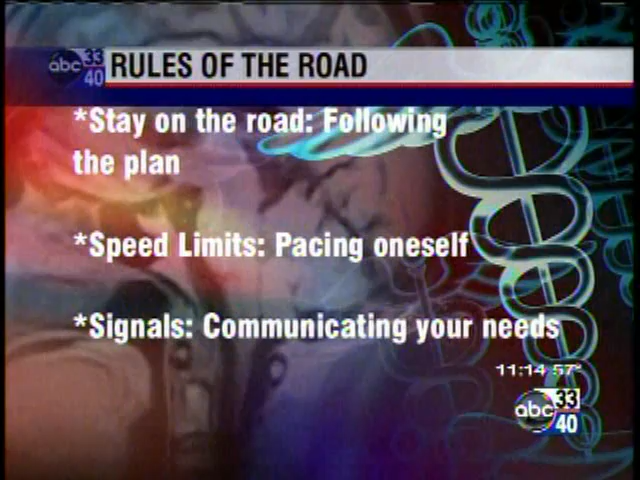 abc 33 40 RULES OF THE ROAD
*Stay on the road: Following
the plan
*Speed Limits: Pacing oneself
*Signals: Communicating your needs
11:14 57°
abc 33 40